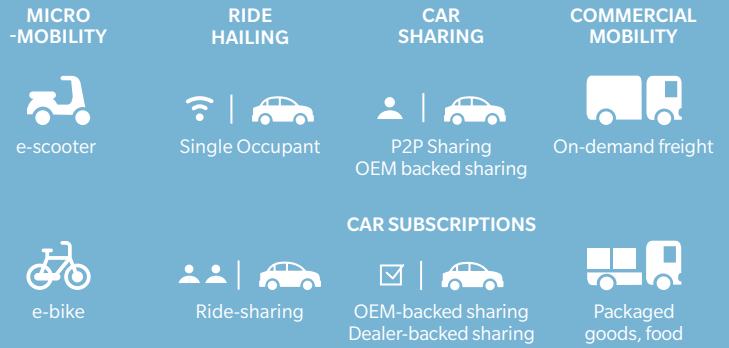 MICRO
-MOBILITY
RIDE
HAILING
CAR
SHARING
COMMERCIAL
MOBILITY
e-scooter
Single Occupant
P2P Sharing
OEM backed sharing
On-demand freight
CAR SUBSCRIPTIONS
e-bike
Ride-sharing
OEM-backed sharing
Dealer-backed sharing
Packaged
goods, food